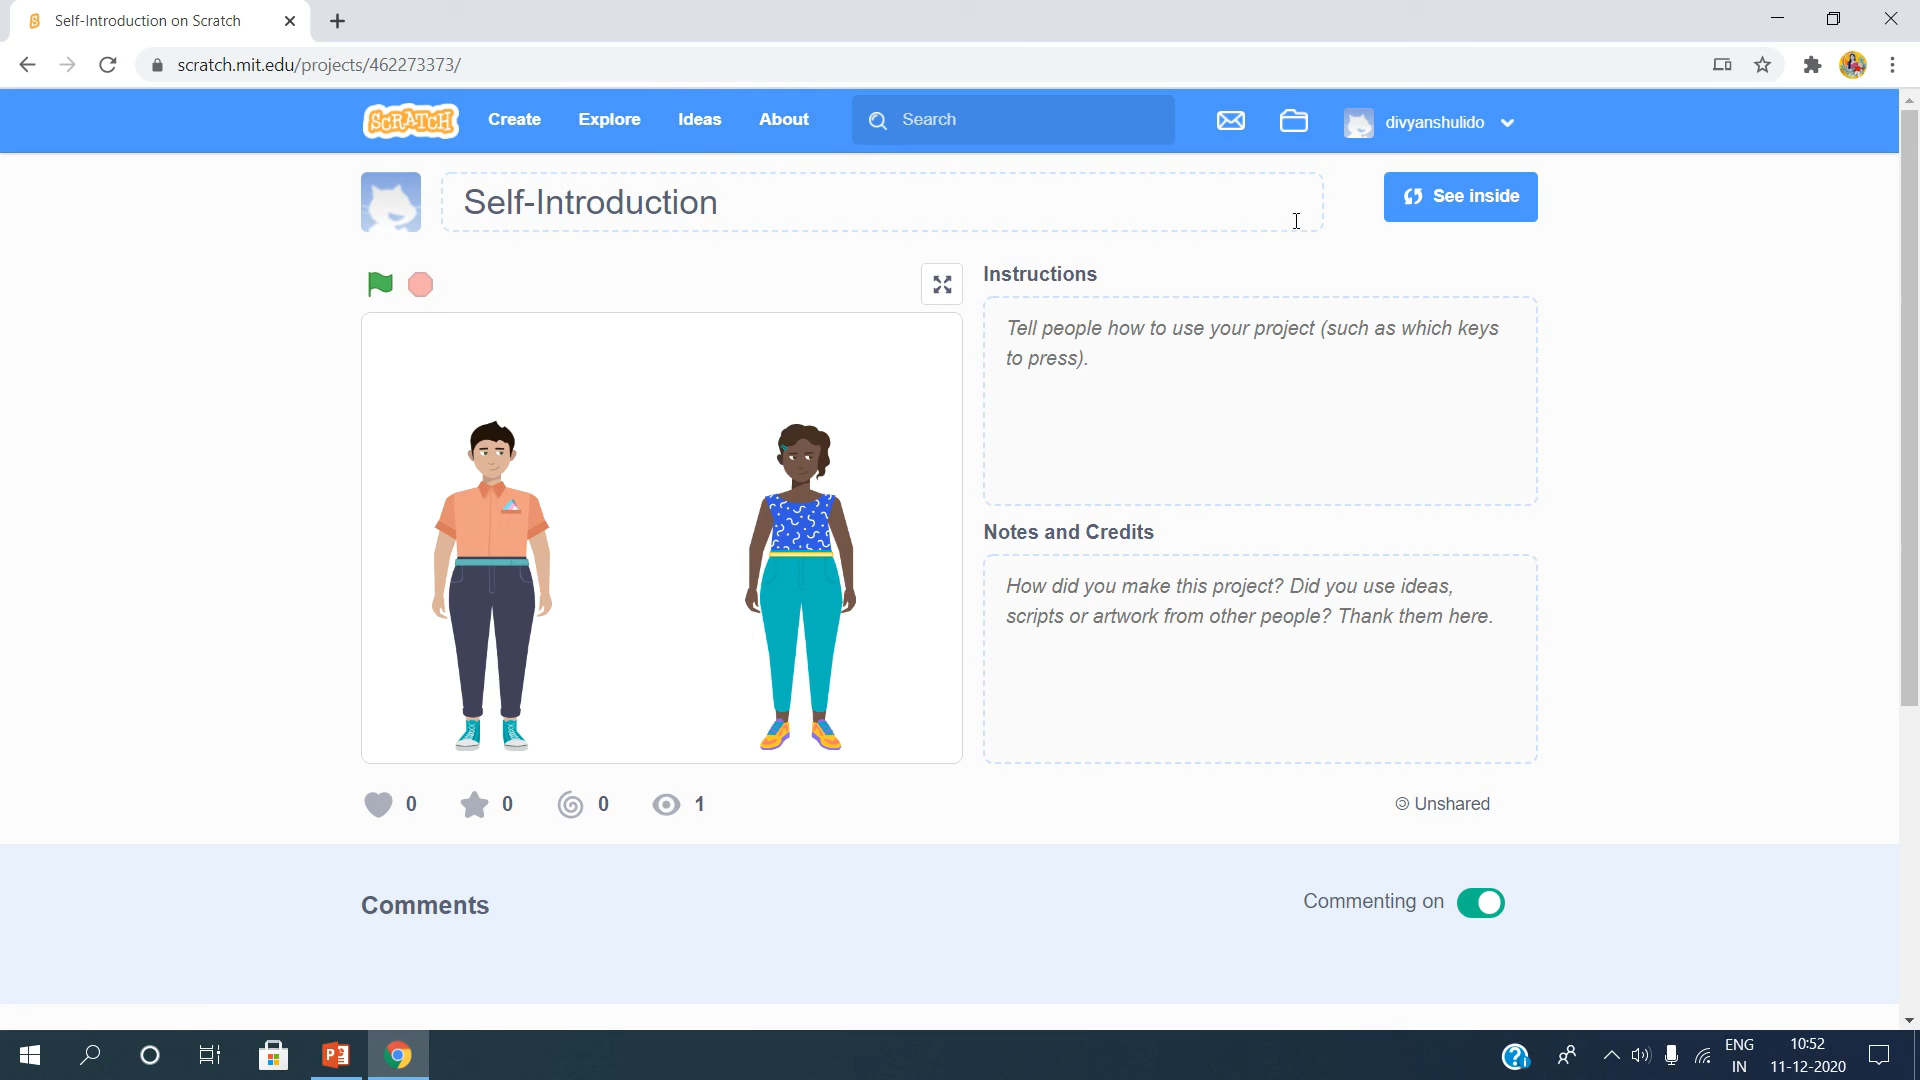 Self-Introduction on Scratch
scratch.mit.edu/projects/462273373/
SCRATCH
Create
Explore
Ideas
About
Search
divyanshulido
Self-Introduction
See inside
Instructions
Tell people how to use your project (such as which keys
to press).
Notes and Credits
How did you make this project? Did you use ideas,
scripts or artwork from other people? Thank them here.
0
0
0
1
Unshared
Comments
Commenting on
ENG
IN
10:52
11-12-2020